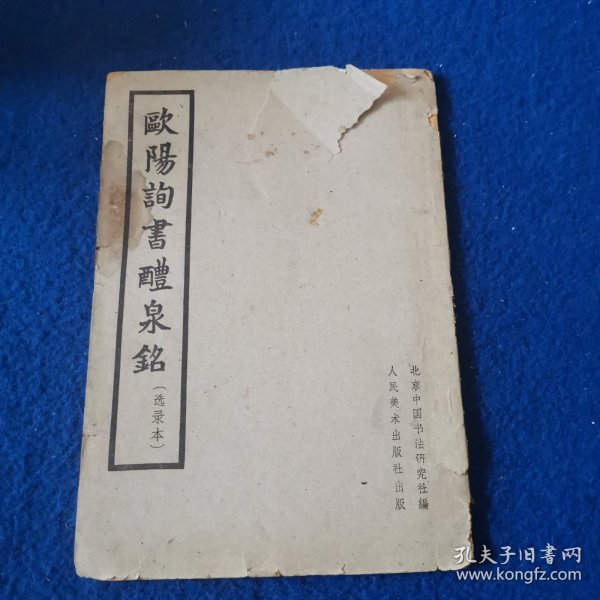 歐陽詢書醴泉銘
(选录本)
北京中国书法研究社編
人民美术出版社出版
孔夫子旧书网
www.kongfz.com